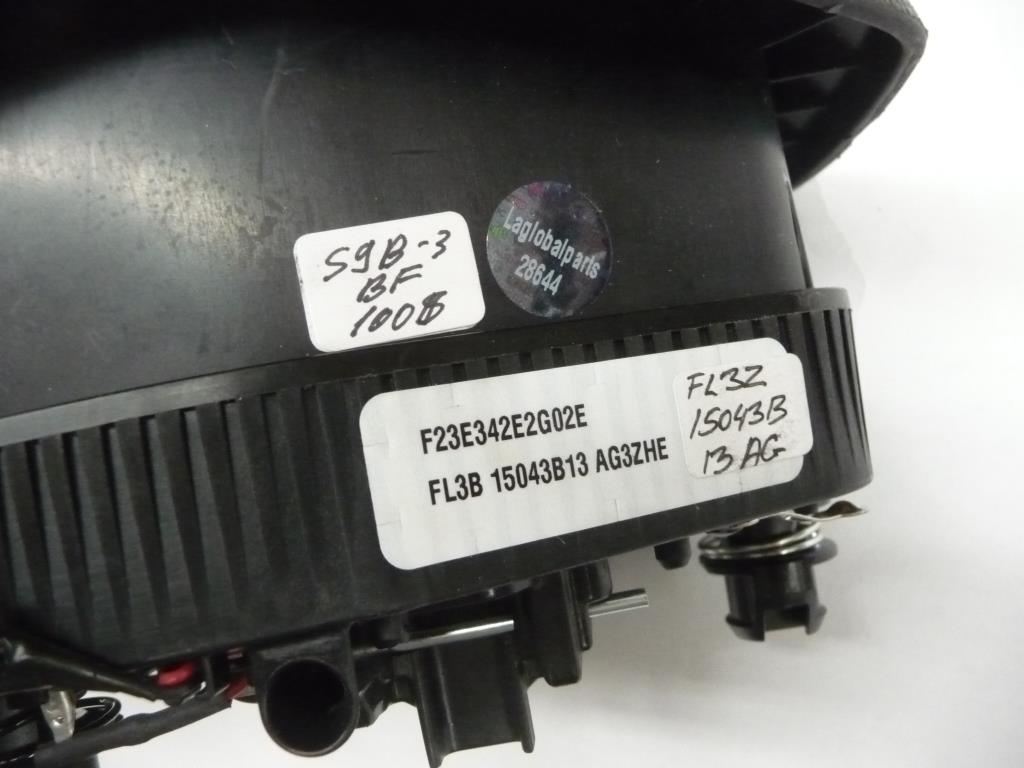 S9B-3
BF
1008
Laglobalparts
28644
F23E342E2G02E
FL3B 15043B13 AG3ZHE
FL3Z
15043B
13 AG